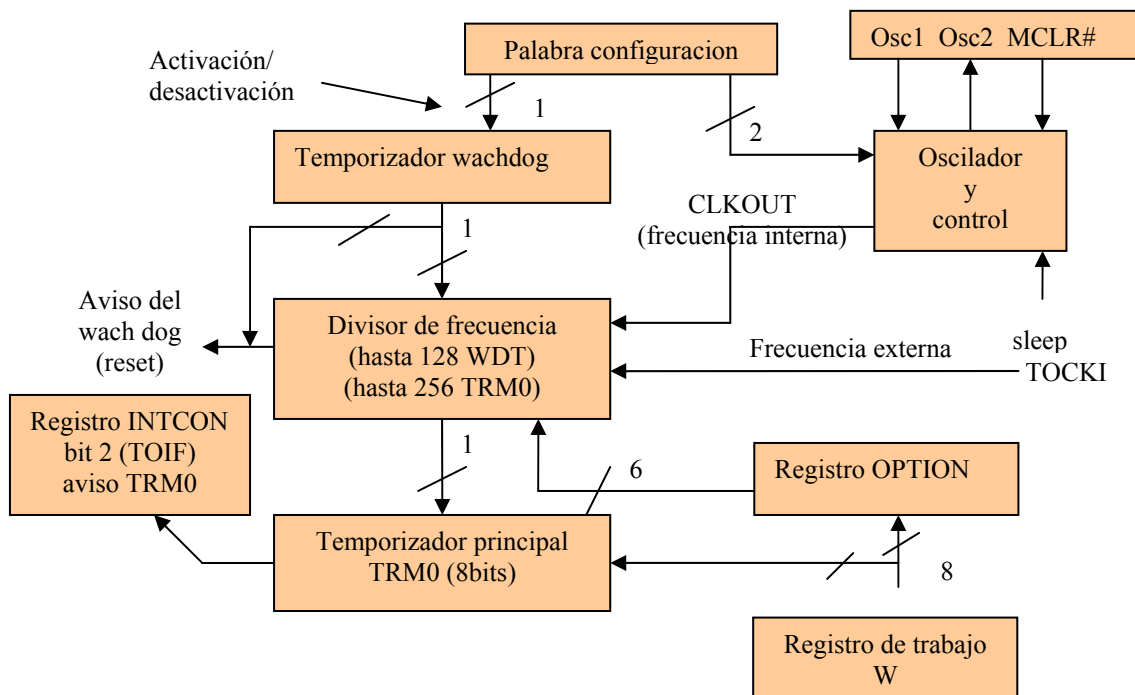 Palabra configuracion
Osc1 Osc2 MCLR#
Activación/
desactivación
1
2
Temporizador wachdog
Oscilador
y
control
CLKOUT
(frecuencia interna)
1
Aviso del
wach dog
(reset)
Divisor de frecuencia
(hasta 128 WDT)
(hasta 256 TRM0)
Frecuencia externa
sleep
TOCKI
Registro INTCON
bit 2 (TOIF)
aviso TRM0
1
6
Registro OPTION
Temporizador principal
TRM0 (8bits)
8
Registro de trabajo
W